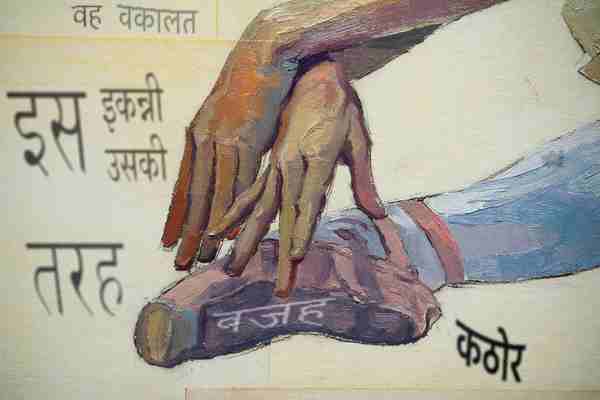 वह वकालत
इस
इकन्नी
उसकी
तरह
वजह
कठोर